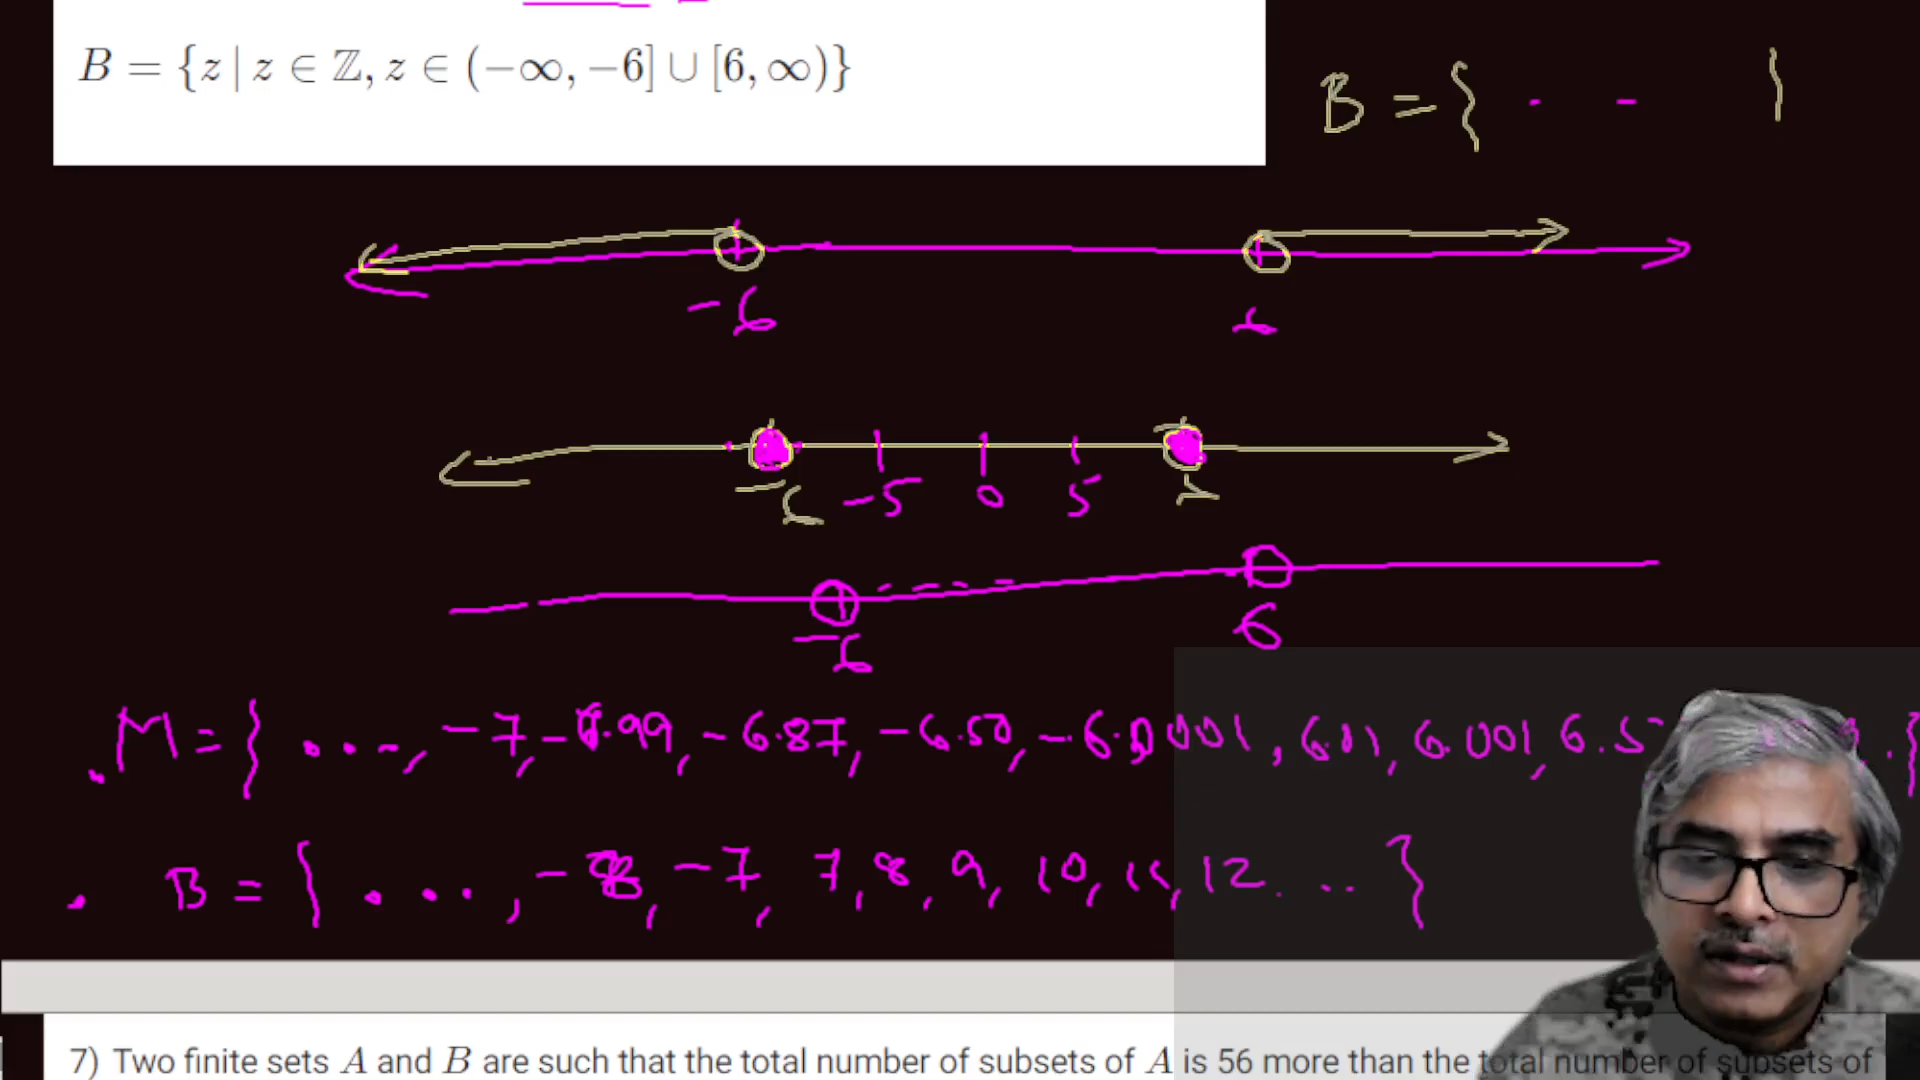 B = {z | z ∈ ℤ, z ∈ (−∞, −6] ∪ [6, ∞)}
B = { . - }
-6 6
-6 -5 0 5
-6 6
M = { ..., -7, -6.99, -6.87, -6.50, -6.0001, 6.01, 6.001, 6.5
B = { ..., -8, -7, 7, 8, 9, 10, 11, 12 ... }
7) Two finite sets A and B are such that the total number of subsets of A is 56 more than the total number of subsets of